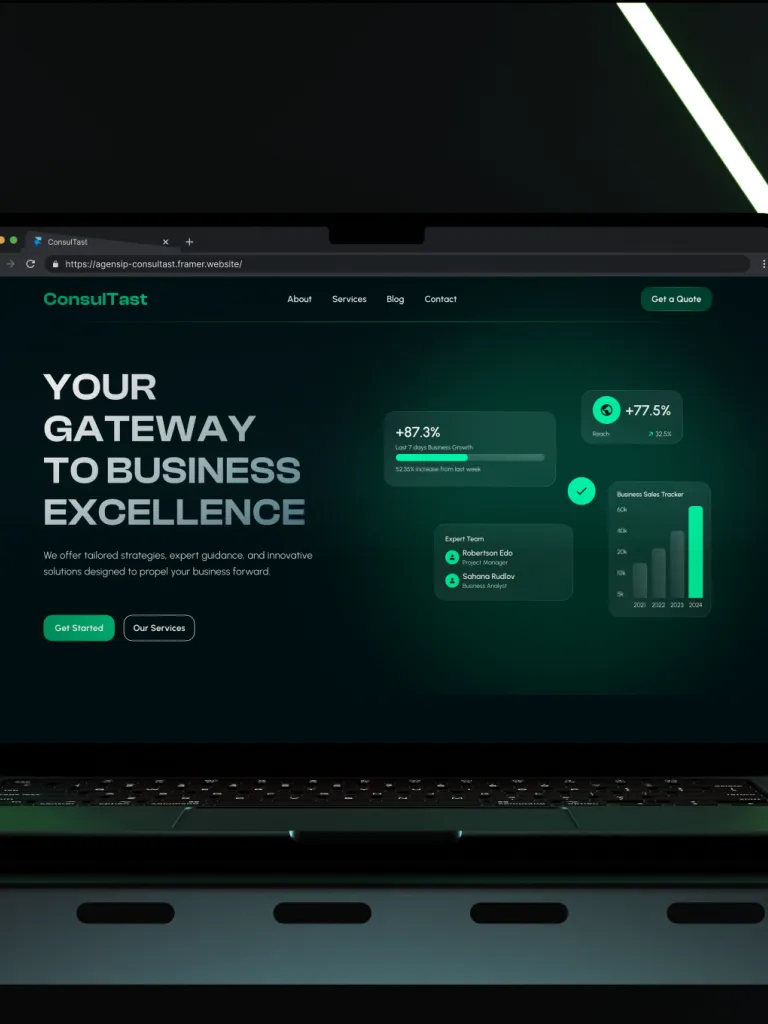 ConsulTast
https://agensip-consultast.framer.website/
ConsulTast
About Services Blog Contact
Get a Quote
YOUR
GATEWAY
TO BUSINESS
EXCELLENCE
We offer tailored strategies, expert guidance, and innovative
solutions designed to propel your business forward.
Get Started
Our Services
+87.3%
Last 7 days Business Growth
52.35% increase from last week
+77.5%
Reach
32.5%
Expert Team
Robertson Edo
Project Manager
Sahana Rudlov
Business Analyst
Business Sales Tracker
60k
40k
20k
10k
5k
2021 2022 2023 2024